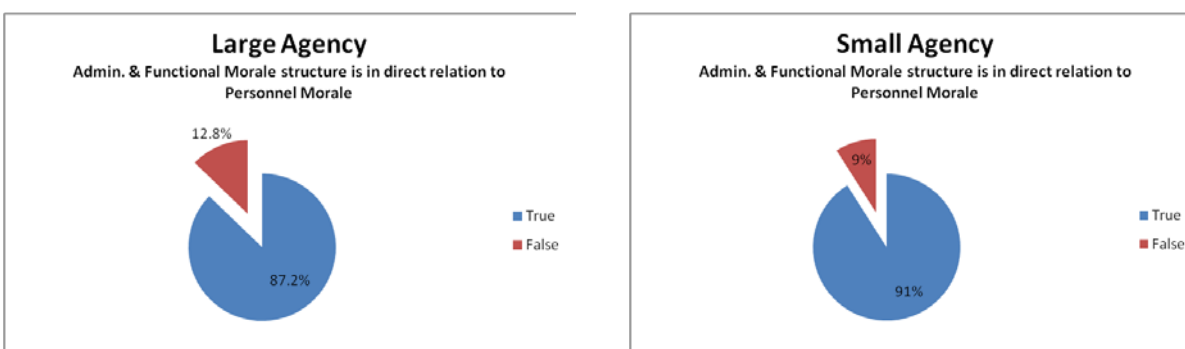 Large Agency
Admin. & Functional Morale structure is in direct relation to
Personnel Morale
12.8%
87.2%
True
False
Small Agency
Admin. & Functional Morale structure is in direct relation to
Personnel Morale
9%
91%
True
False